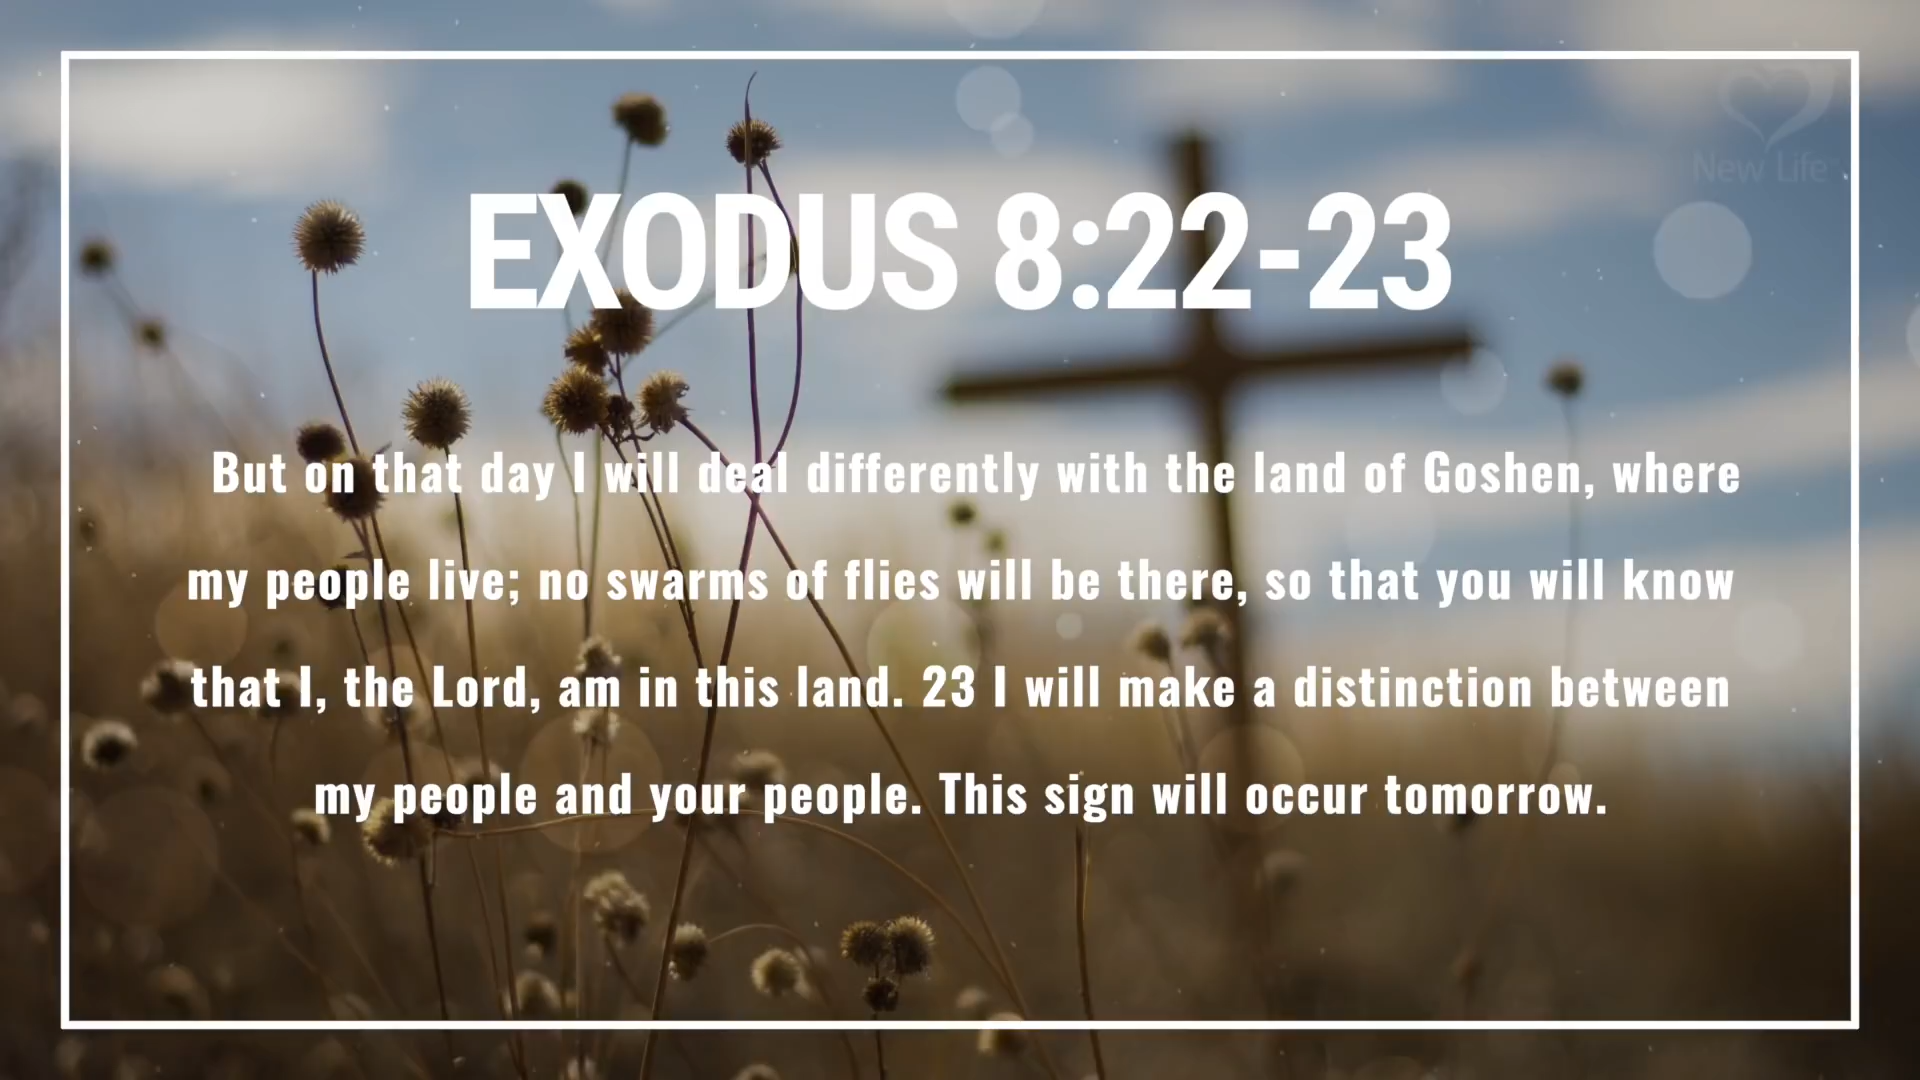 New Life
EXODUS 8:22-23
But on that day I will deal differently with the land of Goshen, where
my people live; no swarms of flies will be there, so that you will know
that I, the Lord, am in this land. 23 I will make a distinction between
my people and your people. This sign will occur tomorrow.